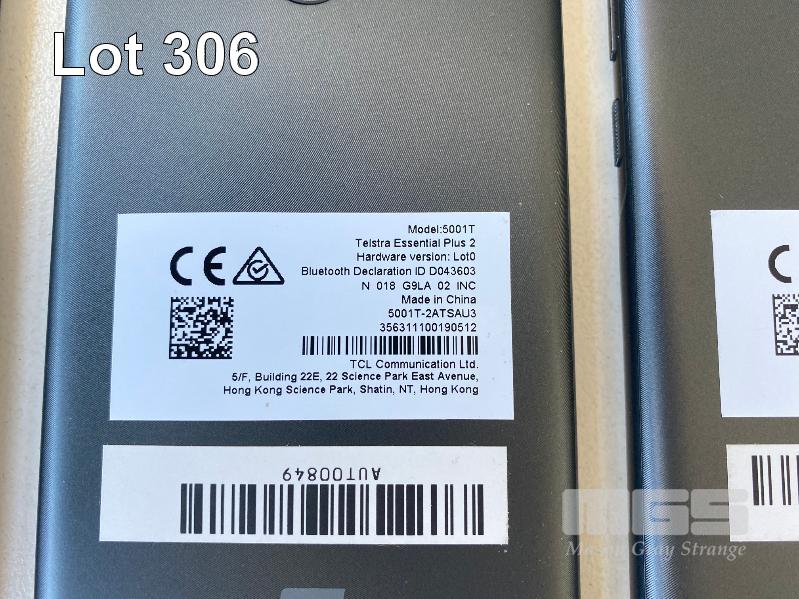 Lot 306
Model:5001T
Telstra Essential Plus 2
Hardware version: Lot0
Bluetooth Declaration ID D043603
N 018 G9LA 02 INC
Made in China
5001T-2ATSAU3
356311100190512
TCL Communication Ltd.
5/F, Building 22E, 22 Science Park East Avenue,
Hong Kong Science Park, Shatin, NT, Hong Kong
AUT00849
MGS
Mason Gray Strange